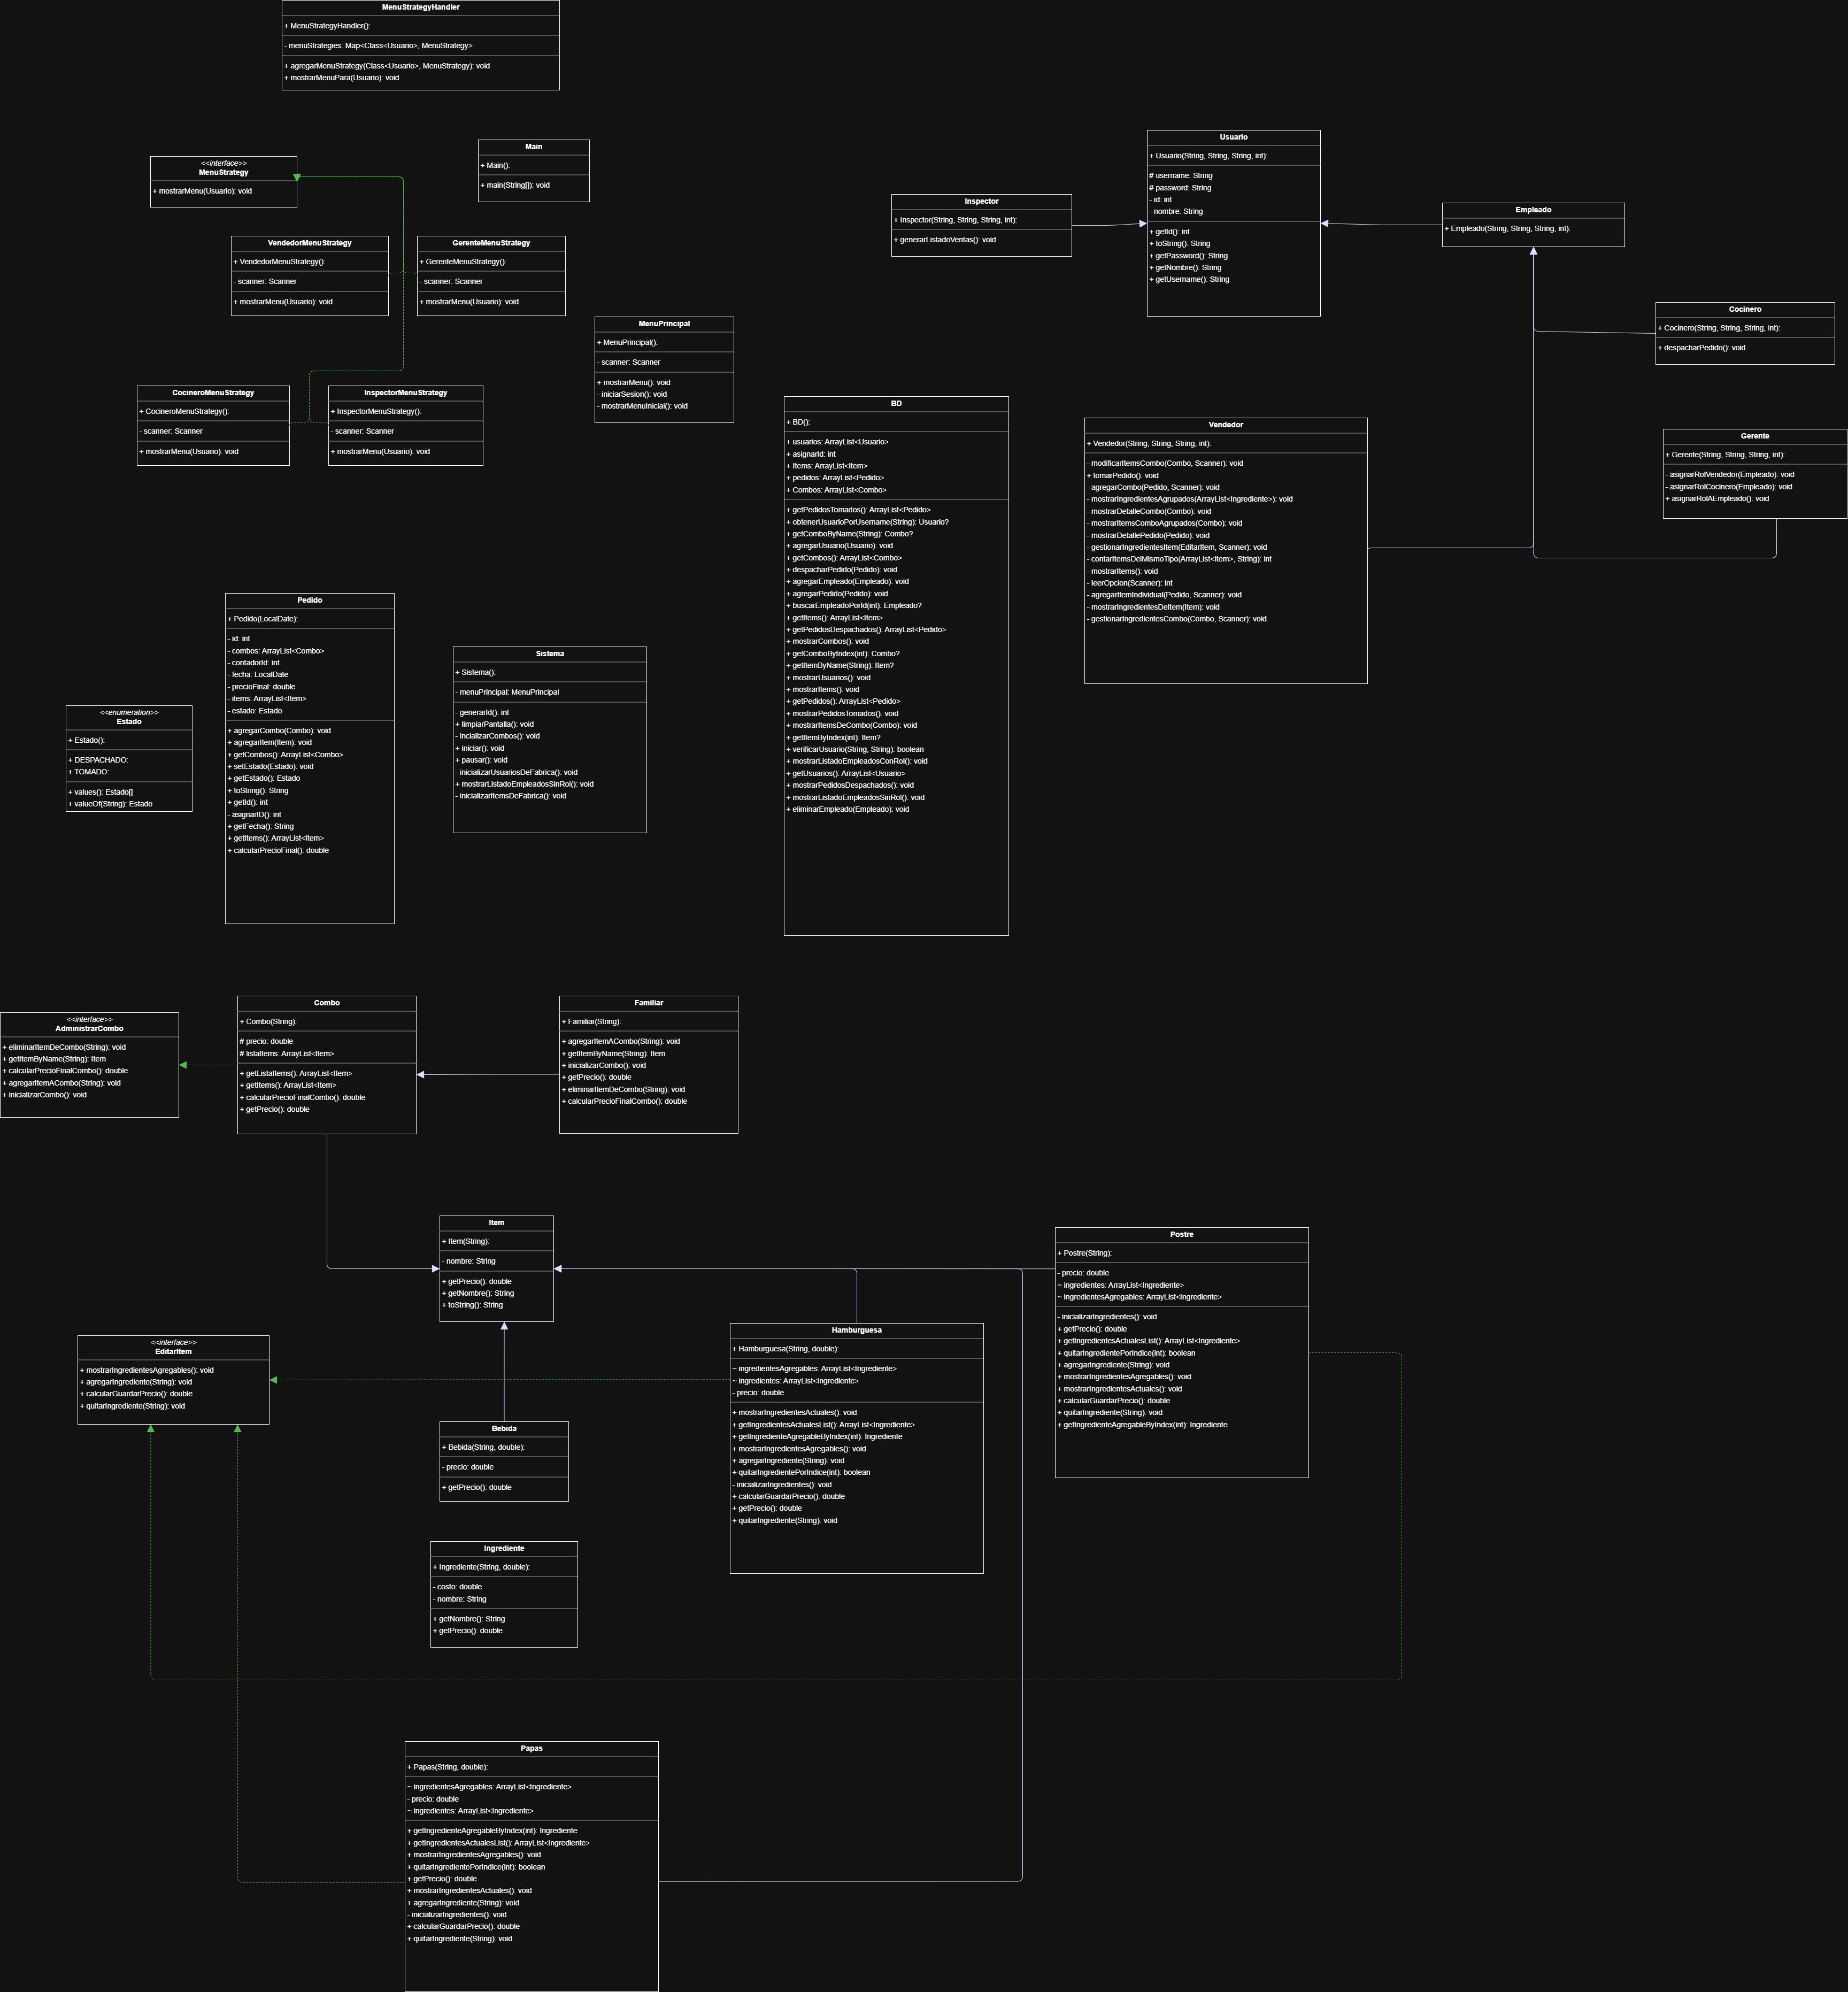 MenuStrategyHandler
+ MenuStrategyHandler():
- menuStrategies: Map<Class<Usuario>, MenuStrategy>
+ agregarMenuStrategy(Class<Usuario>, MenuStrategy): void
+ mostrarMenuPara(Usuario): void
Main
+ Main():
+ main(String[]): void
<<interface>>
MenuStrategy
+ mostrarMenu(Usuario): void
VendedorMenuStrategy
+ VendedorMenuStrategy():
- scanner: Scanner
+ mostrarMenu(Usuario): void
GerenteMenuStrategy
+ GerenteMenuStrategy():
- scanner: Scanner
+ mostrarMenu(Usuario): void
MenuPrincipal
+ MenuPrincipal():
- scanner: Scanner
+ mostrarMenu(): void
- iniciarSesion(): void
- mostrarMenuInicial(): void
CocineroMenuStrategy
+ CocineroMenuStrategy():
- scanner: Scanner
+ mostrarMenu(Usuario): void
InspectorMenuStrategy
+ InspectorMenuStrategy():
- scanner: Scanner
+ mostrarMenu(Usuario): void
Usuario
+ Usuario(String, String, String, int):
# username: String
# password: String
- id: int
- nombre: String
+ getId(): int
+ toString(): String
+ getPassword(): String
+ getNombre(): String
+ getUsername(): String
Inspector
+ Inspector(String, String, String, int):
+ generarListadoVentas(): void
Empleado
+ Empleado(String, String, String, int):
Cocinero
+ Cocinero(String, String, String, int):
+ despacharPedido(): void
BD
+ BD():
+ usuarios: ArrayList<Usuario>
+ asignarId: int
+ Items: ArrayList<Item>
+ pedidos: ArrayList<Pedido>
+ Combos: ArrayList<Combo>
+ getPedidosTomados(): ArrayList<Pedido>
+ obtenerUsuarioPorUsername(String): Usuario?
+ getComboByName(String): Combo?
+ agregarUsuario(Usuario): void
+ getCombos(): ArrayList<Combo>
+ despacharPedido(Pedido): void
+ agregarEmpleado(Empleado): void
+ agregarPedido(Pedido): void
+ buscarEmpleadoPorId(int): Empleado?
+ getItems(): ArrayList<Item>
+ getPedidosDespachados(): ArrayList<Pedido>
+ mostrarCombos(): void
+ getComboByIndex(int): Combo?
+ getItemByName(String): Item?
+ mostrarUsuarios(): void
+ mostrarItems(): void
+ getPedidos(): ArrayList<Pedido>
+ mostrarPedidosTomados(): void
+ mostrarItemsDeCombo(Combo): void
+ getItemByIndex(int): Item?
+ verificarUsuario(String, String): boolean
+ mostrarListadoEmpleadosConRol(): void
+ getUsuarios(): ArrayList<Usuario>
+ mostrarPedidosDespachados(): void
+ mostrarListadoEmpleadosSinRol(): void
+ eliminarEmpleado(Empleado): void
Vendedor
+ Vendedor(String, String, String, int):
- modificarItemsCombo(Combo, Scanner): void
+ tomarPedido(): void
- agregarCombo(Pedido, Scanner): void
- mostrarIngredientesAgrupados(ArrayList<Ingrediente>): void
- mostrarDetalleCombo(Combo): void
- mostrarItemsComboAgrupados(Combo): void
- mostrarDetallePedido(Pedido): void
- gestionarIngredientesItem(EditarItem, Scanner): void
- contarItemsDelMismoTipo(ArrayList<Item>, String): int
- mostrarItems(): void
- leerOpcion(Scanner): int
- agregarItemIndividual(Pedido, Scanner): void
- mostrarIngredientesDeItem(Item): void
- gestionarIngredientesCombo(Combo, Scanner): void
Gerente
+ Gerente(String, String, String, int):
- asignarRolVendedor(Empleado): void
- asignarRolCocinero(Empleado): void
+ asignarRolAEmpleado(): void
Pedido
+ Pedido(LocalDate):
- id: int
- combos: ArrayList<Combo>
- contadorId: int
- fecha: LocalDate
- precioFinal: double
- items: ArrayList<Item>
- estado: Estado
+ agregarCombo(Combo): void
+ agregarItem(Item): void
+ getCombos(): ArrayList<Combo>
+ setEstado(Estado): void
+ getEstado(): Estado
+ toString(): String
+ getId(): int
- asignarID(): int
+ getFecha(): String
+ getItems(): ArrayList<Item>
+ calcularPrecioFinal(): double
Sistema
+ Sistema():
- menuPrincipal: MenuPrincipal
- generarId(): int
+ limpiarPantalla(): void
- incializarCombos(): void
+ iniciar(): void
+ pausar(): void
- inicializarUsuariosDeFabrica(): void
+ mostrarListadoEmpleadosSinRol(): void
- inicializarItemsDeFabrica(): void
<<enumeration>>
Estado
+ Estado():
+ DESPACHADO:
+ TOMADO:
+ values(): Estado[]
+ valueOf(String): Estado
<<interface>>
AdministrarCombo
+ eliminarItemDeCombo(String): void
+ getItemByName(String): Item
+ calcularPrecioFinalCombo(): double
+ agregarItemACombo(String): void
+ inicializarCombo(): void
Combo
+ Combo(String):
# precio: double
# listaItems: ArrayList<Item>
+ getListaItems(): ArrayList<Item>
+ getItems(): ArrayList<Item>
+ calcularPrecioFinalCombo(): double
+ getPrecio(): double
Familiar
+ Familiar(String):
+ agregarItemACombo(String): void
+ getItemByName(String): Item
+ inicializarCombo(): void
+ getPrecio(): double
+ eliminarItemDeCombo(String): void
+ calcularPrecioFinalCombo(): double
Item
+ Item(String):
- nombre: String
+ getPrecio(): double
+ getNombre(): String
+ toString(): String
Postre
+ Postre(String):
- precio: double
~ ingredientes: ArrayList<Ingrediente>
~ ingredientesAgregables: ArrayList<Ingrediente>
- inicializarIngredientes(): void
+ getPrecio(): double
+ getIngredientesActualesList(): ArrayList<Ingrediente>
+ quitarIngredientePorIndice(int): boolean
+ agregarIngrediente(String): void
+ mostrarIngredientesAgregables(): void
+ mostrarIngredientesActuales(): void
+ calcularGuardarPrecio(): double
+ quitarIngrediente(String): void
+ getIngredienteAgregableByIndex(int): Ingrediente
<<interface>>
EditarItem
+ mostrarIngredientesAgregables(): void
+ agregarIngrediente(String): void
+ calcularGuardarPrecio(): double
+ quitarIngrediente(String): void
Hamburguesa
+ Hamburguesa(String, double):
~ ingredientesAgregables: ArrayList<Ingrediente>
~ ingredientes: ArrayList<Ingrediente>
- precio: double
+ mostrarIngredientesActuales(): void
+ getIngredientesActualesList(): ArrayList<Ingrediente>
+ getIngredienteAgregableByIndex(int): Ingrediente
+ mostrarIngredientesAgregables(): void
+ agregarIngrediente(String): void
+ quitarIngredientePorIndice(int): boolean
- inicializarIngredientes(): void
+ calcularGuardarPrecio(): double
+ getPrecio(): double
+ quitarIngrediente(String): void
Bebida
+ Bebida(String, double):
- precio: double
+ getPrecio(): double
Ingrediente
+ Ingrediente(String, double):
- costo: double
- nombre: String
+ getNombre(): String
+ getPrecio(): double
Papas
+ Papas(String, double):
~ ingredientesAgregables: ArrayList<Ingrediente>
- precio: double
~ ingredientes: ArrayList<Ingrediente>
+ getIngredienteAgregableByIndex(int): Ingrediente
+ getIngredientesActualesList(): ArrayList<Ingrediente>
+ mostrarIngredientesAgregables(): void
+ quitarIngredientePorIndice(int): boolean
+ getPrecio(): double
+ mostrarIngredientesActuales(): void
+ agregarIngrediente(String): void
- inicializarIngredientes(): void
+ calcularGuardarPrecio(): double
+ quitarIngrediente(String): void